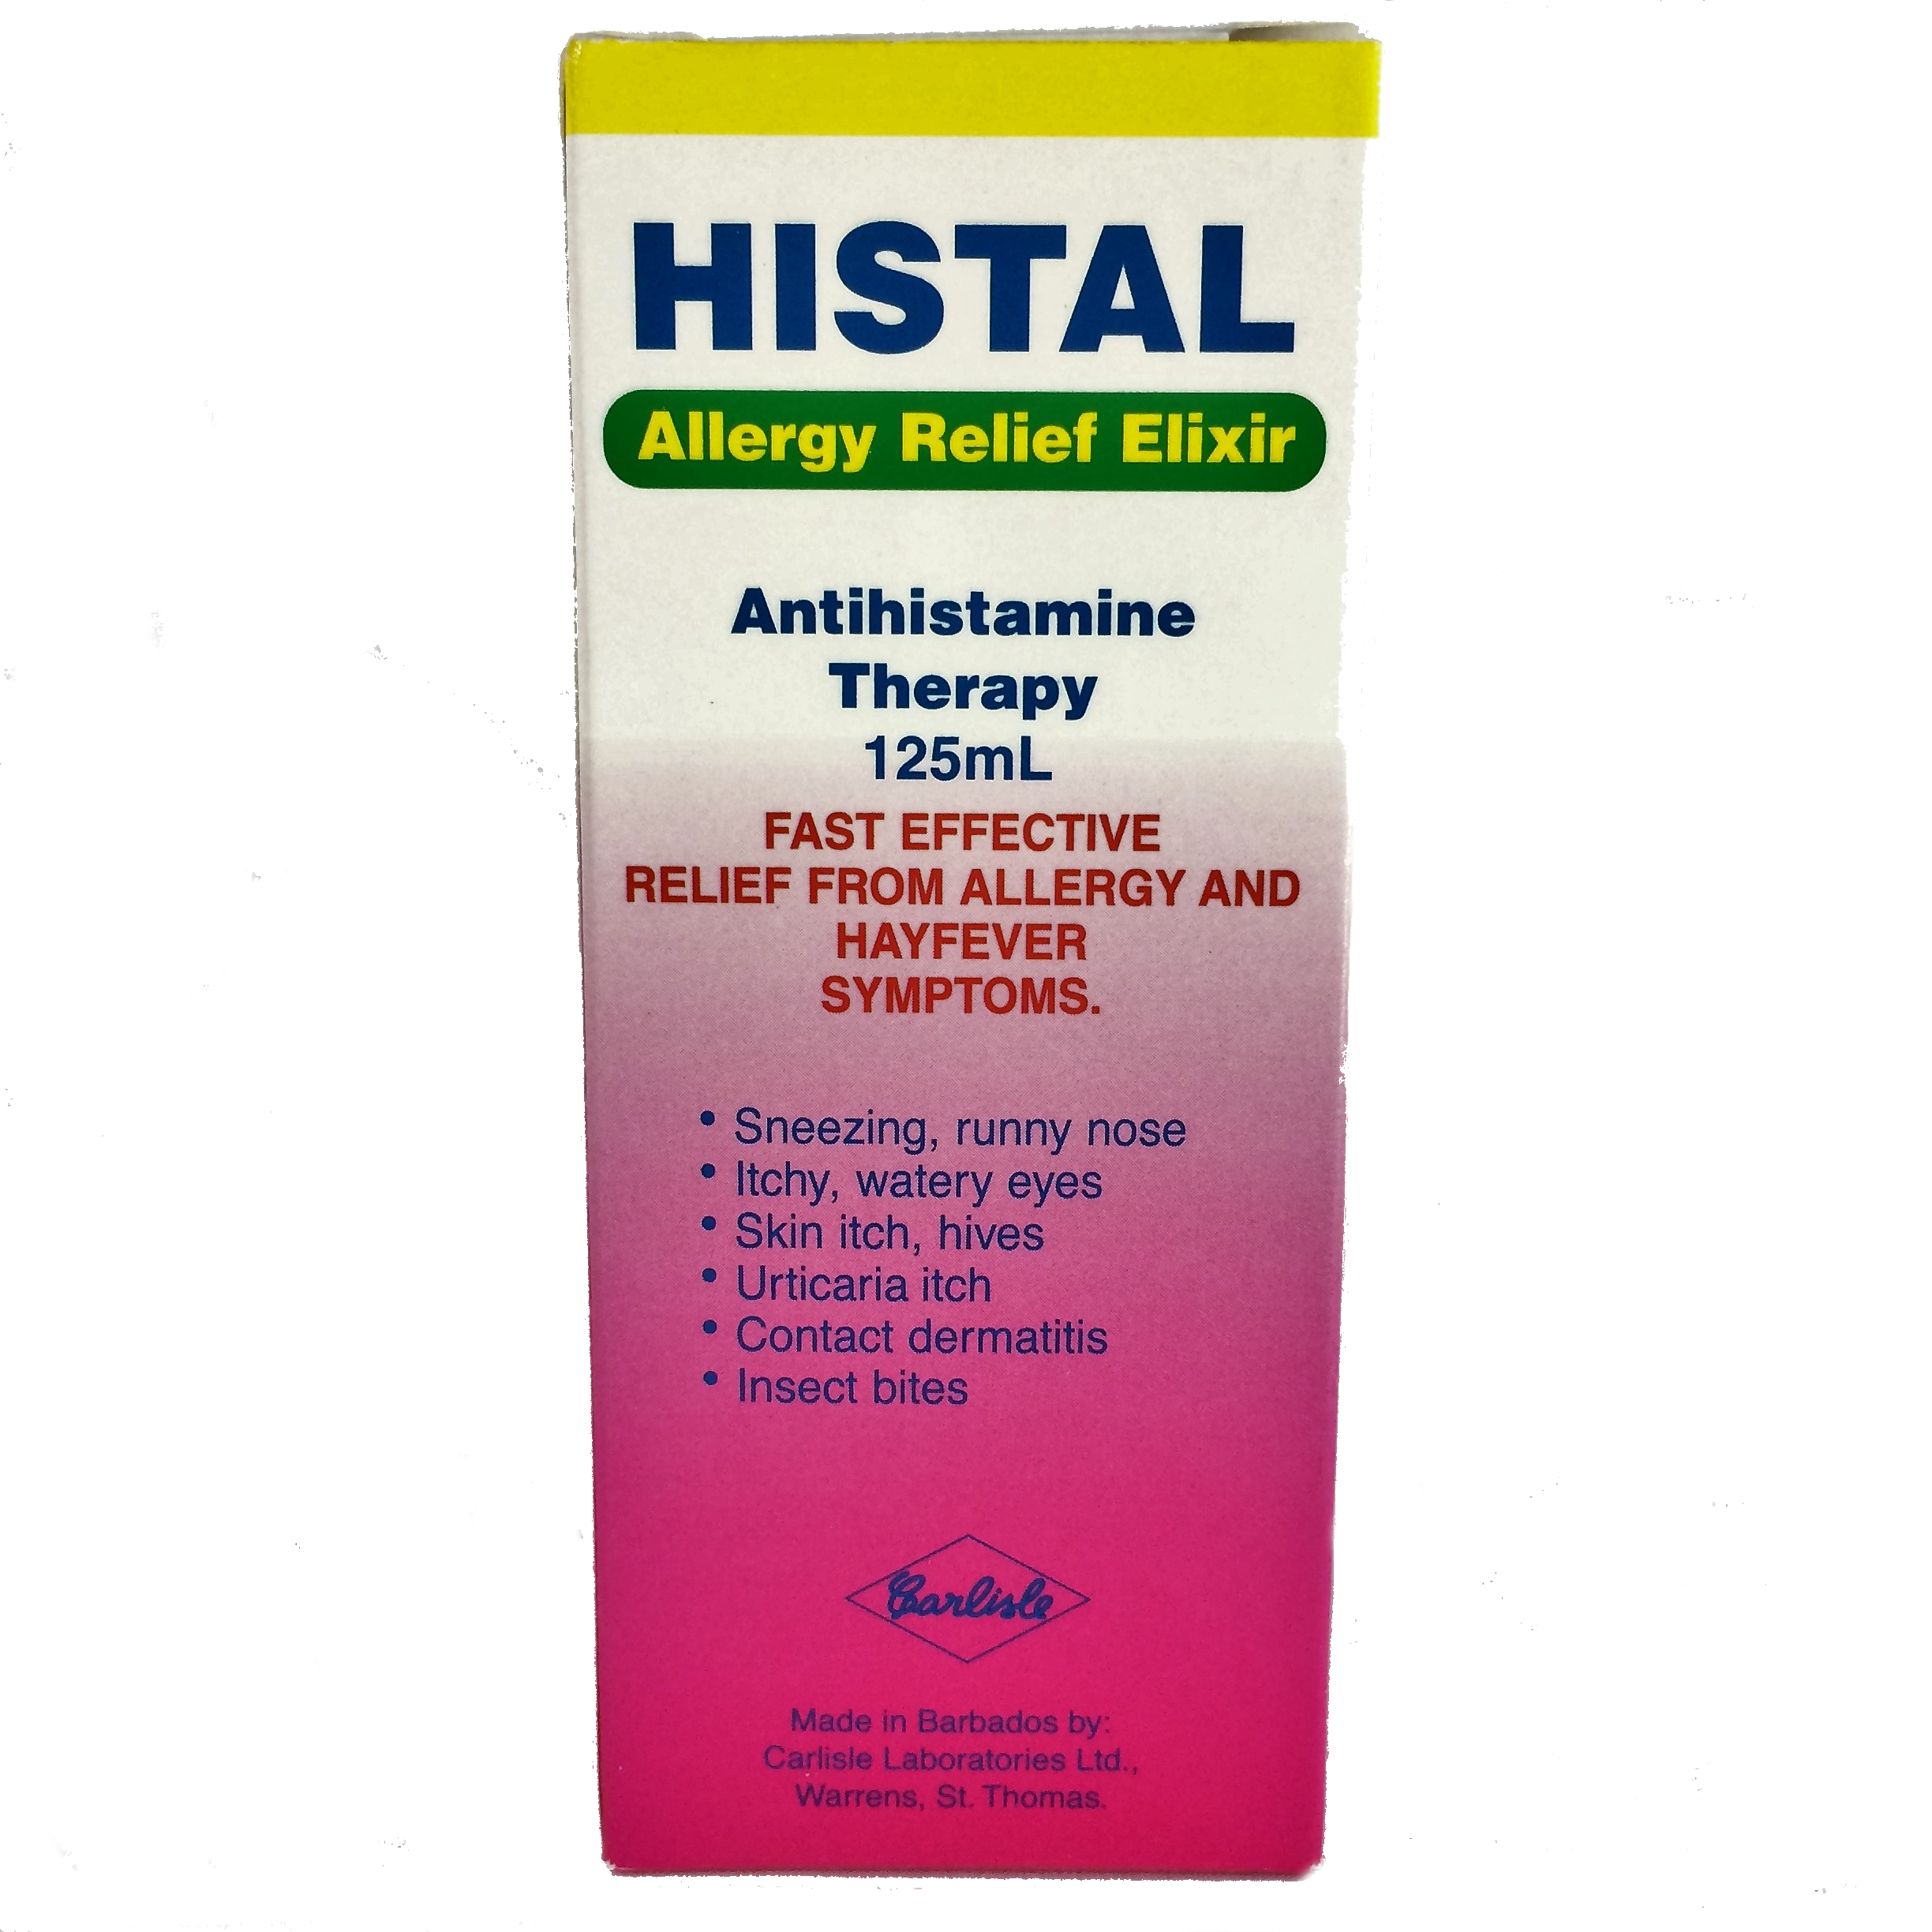 HISTAL
Allergy Relief Elixir
Antihistamine
Therapy
125mL
FAST EFFECTIVE
RELIEF FROM ALLERGY AND
HAYFEVER
SYMPTOMS.
• Sneezing, runny nose
• Itchy, watery eyes
• Skin itch, hives
• Urticaria itch
• Contact dermatitis
• Insect bites
Carlisle
Made in Barbados by:
Carlisle Laboratories Ltd.,
Warrens, St. Thomas.